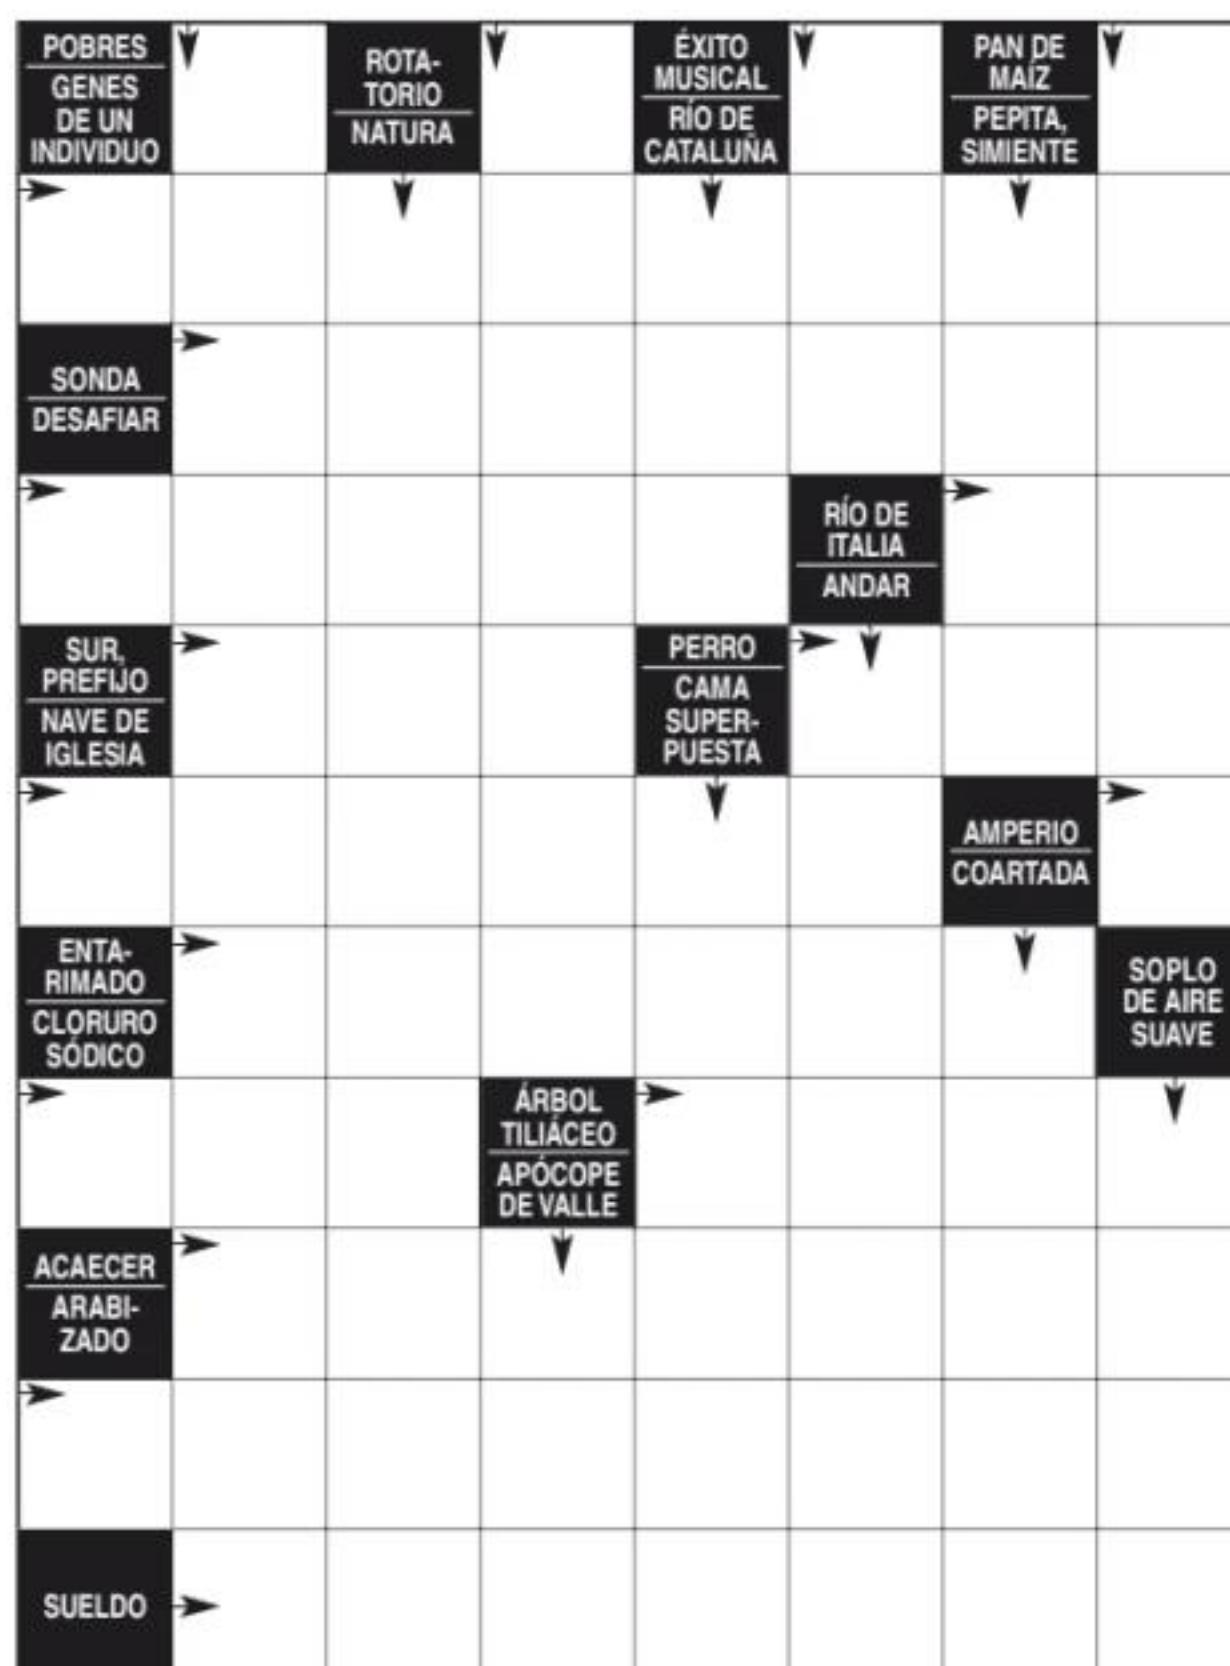 POBRES
GENES
DE UN
INDIVIDUO
ROTA-
TORIO
NATURA
ÉXITO
MUSICAL
RÍO DE
CATALUÑA
PAN DE
MAÍZ
PEPITA,
SIMIENTE
SONDA
DESAFIAR
RÍO DE
ITALIA
ANDAR
SUR,
PREFIJO
NAVE DE
IGLESIA
PERRO
CAMA
SUPER-
PUESTA
AMPERIO
COARTADA
ENTA-
RIMADO
CLORURO
SÓDICO
SOPLO
DE AIRE
SUAVE
ÁRBOL
TILIÁCEO
APÓCOPE
DE VALLE
ACAECER
ARABI-
ZADO
SUELDO